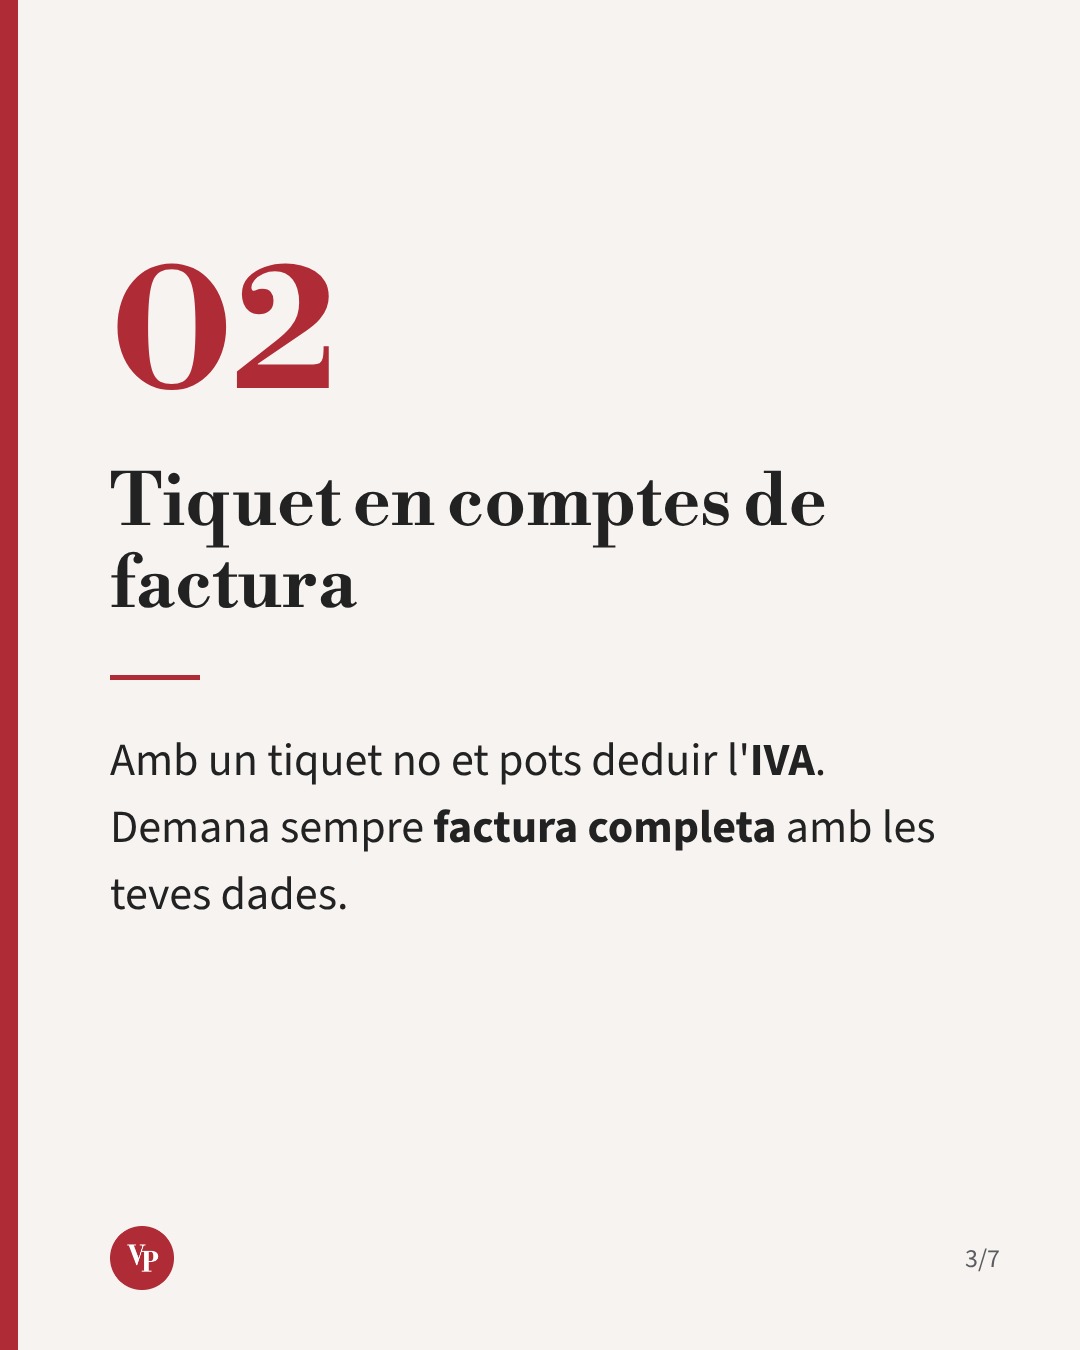 02
Tiquet en comptes de
factura
Amb un tiquet no et pots deduir l'IVA.
Demana sempre factura completa amb les
teves dades.
VP
3/7